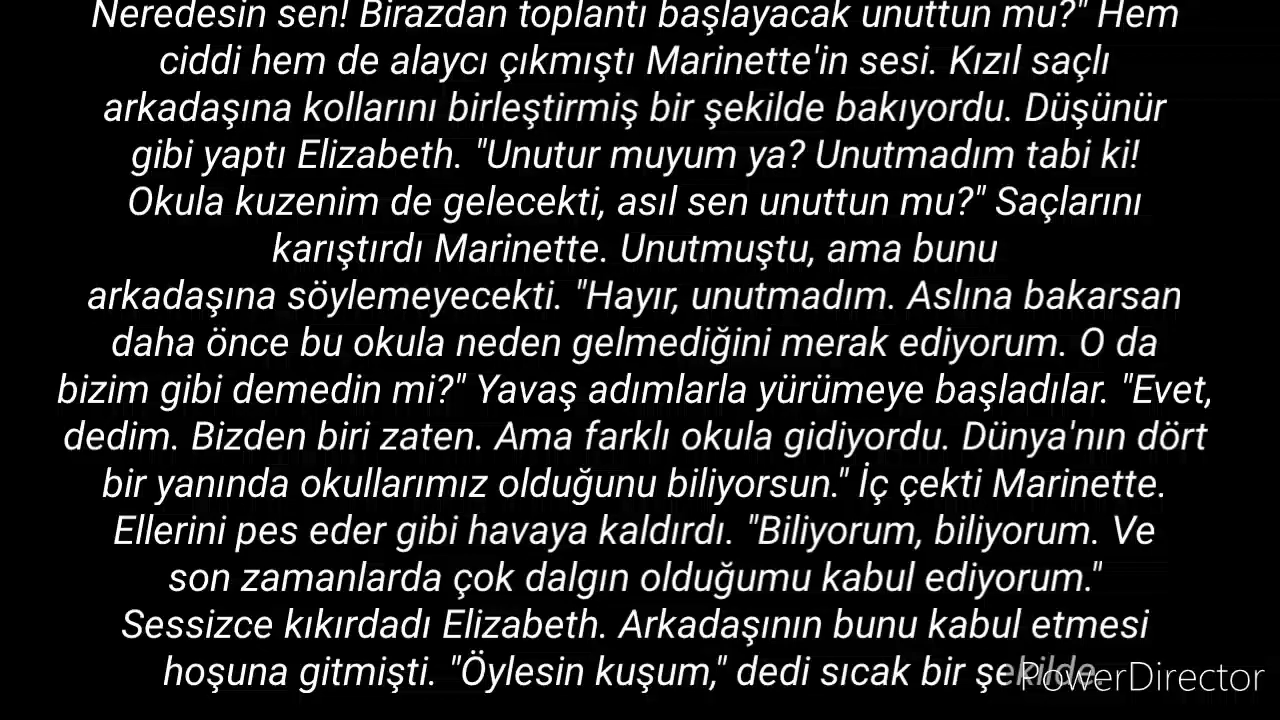 Neredesin sen! Birazdan toplantı başlayacak unuttun mu?" Hem
ciddi hem de alaycı çıkmıştı Marinette'in sesi. Kızıl saçlı
arkadaşına kollarını birleştirmiş bir şekilde bakıyordu. Düşünür
gibi yaptı Elizabeth. "Unutur muyum ya? Unutmadım tabi ki!
Okula kuzenim de gelecekti, asıl sen unuttun mu?" Saçlarını
karıştırdı Marinette. Unutmuştu, ama bunu
arkadaşına söylemeyecekti. "Hayır, unutmadım. Aslına bakarsan
daha önce bu okula neden gelmediğini merak ediyorum. O da
bizim gibi demedin mi?" Yavaş adımlarla yürümeye başladılar. "Evet,
dedim. Bizden biri zaten. Ama farklı okula gidiyordu. Dünya'nın dört
bir yanında okullarımız olduğunu biliyorsun." İç çekti Marinette.
Ellerini pes eder gibi havaya kaldırdı. "Biliyorum, biliyorum. Ve
son zamanlarda çok dalgın olduğumu kabul ediyorum."
Sessizce kıkırdadı Elizabeth. Arkadaşının bunu kabul etmesi
hoşuna gitmişti. "Öylesin kuşum," dedi sıcak bir şekilde.
PowerDirector